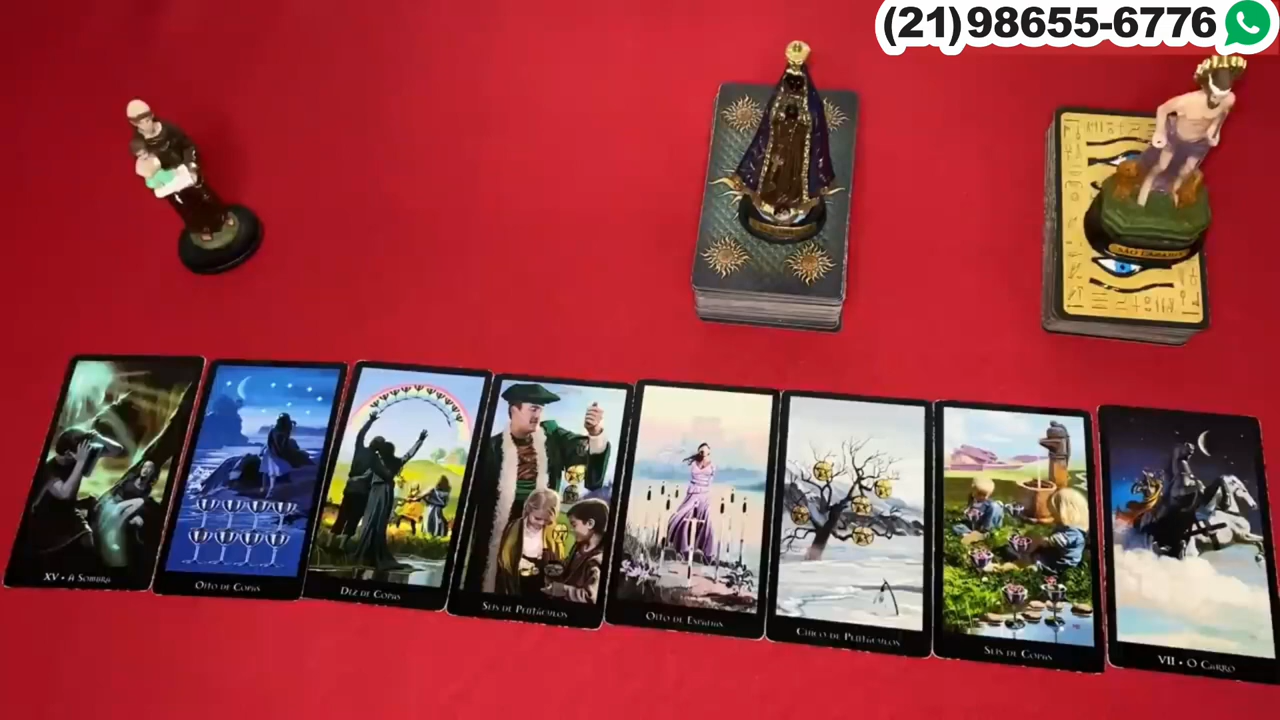 (21)98655-6776
XV • A SOMBRA
OITO DE COPAS
DEZ DE COPAS
SEIS DE PENTÁCULOS
OITO DE ESPADAS
CINCO DE PENTÁCULOS
SEIS DE COPAS
VII • O CARRO